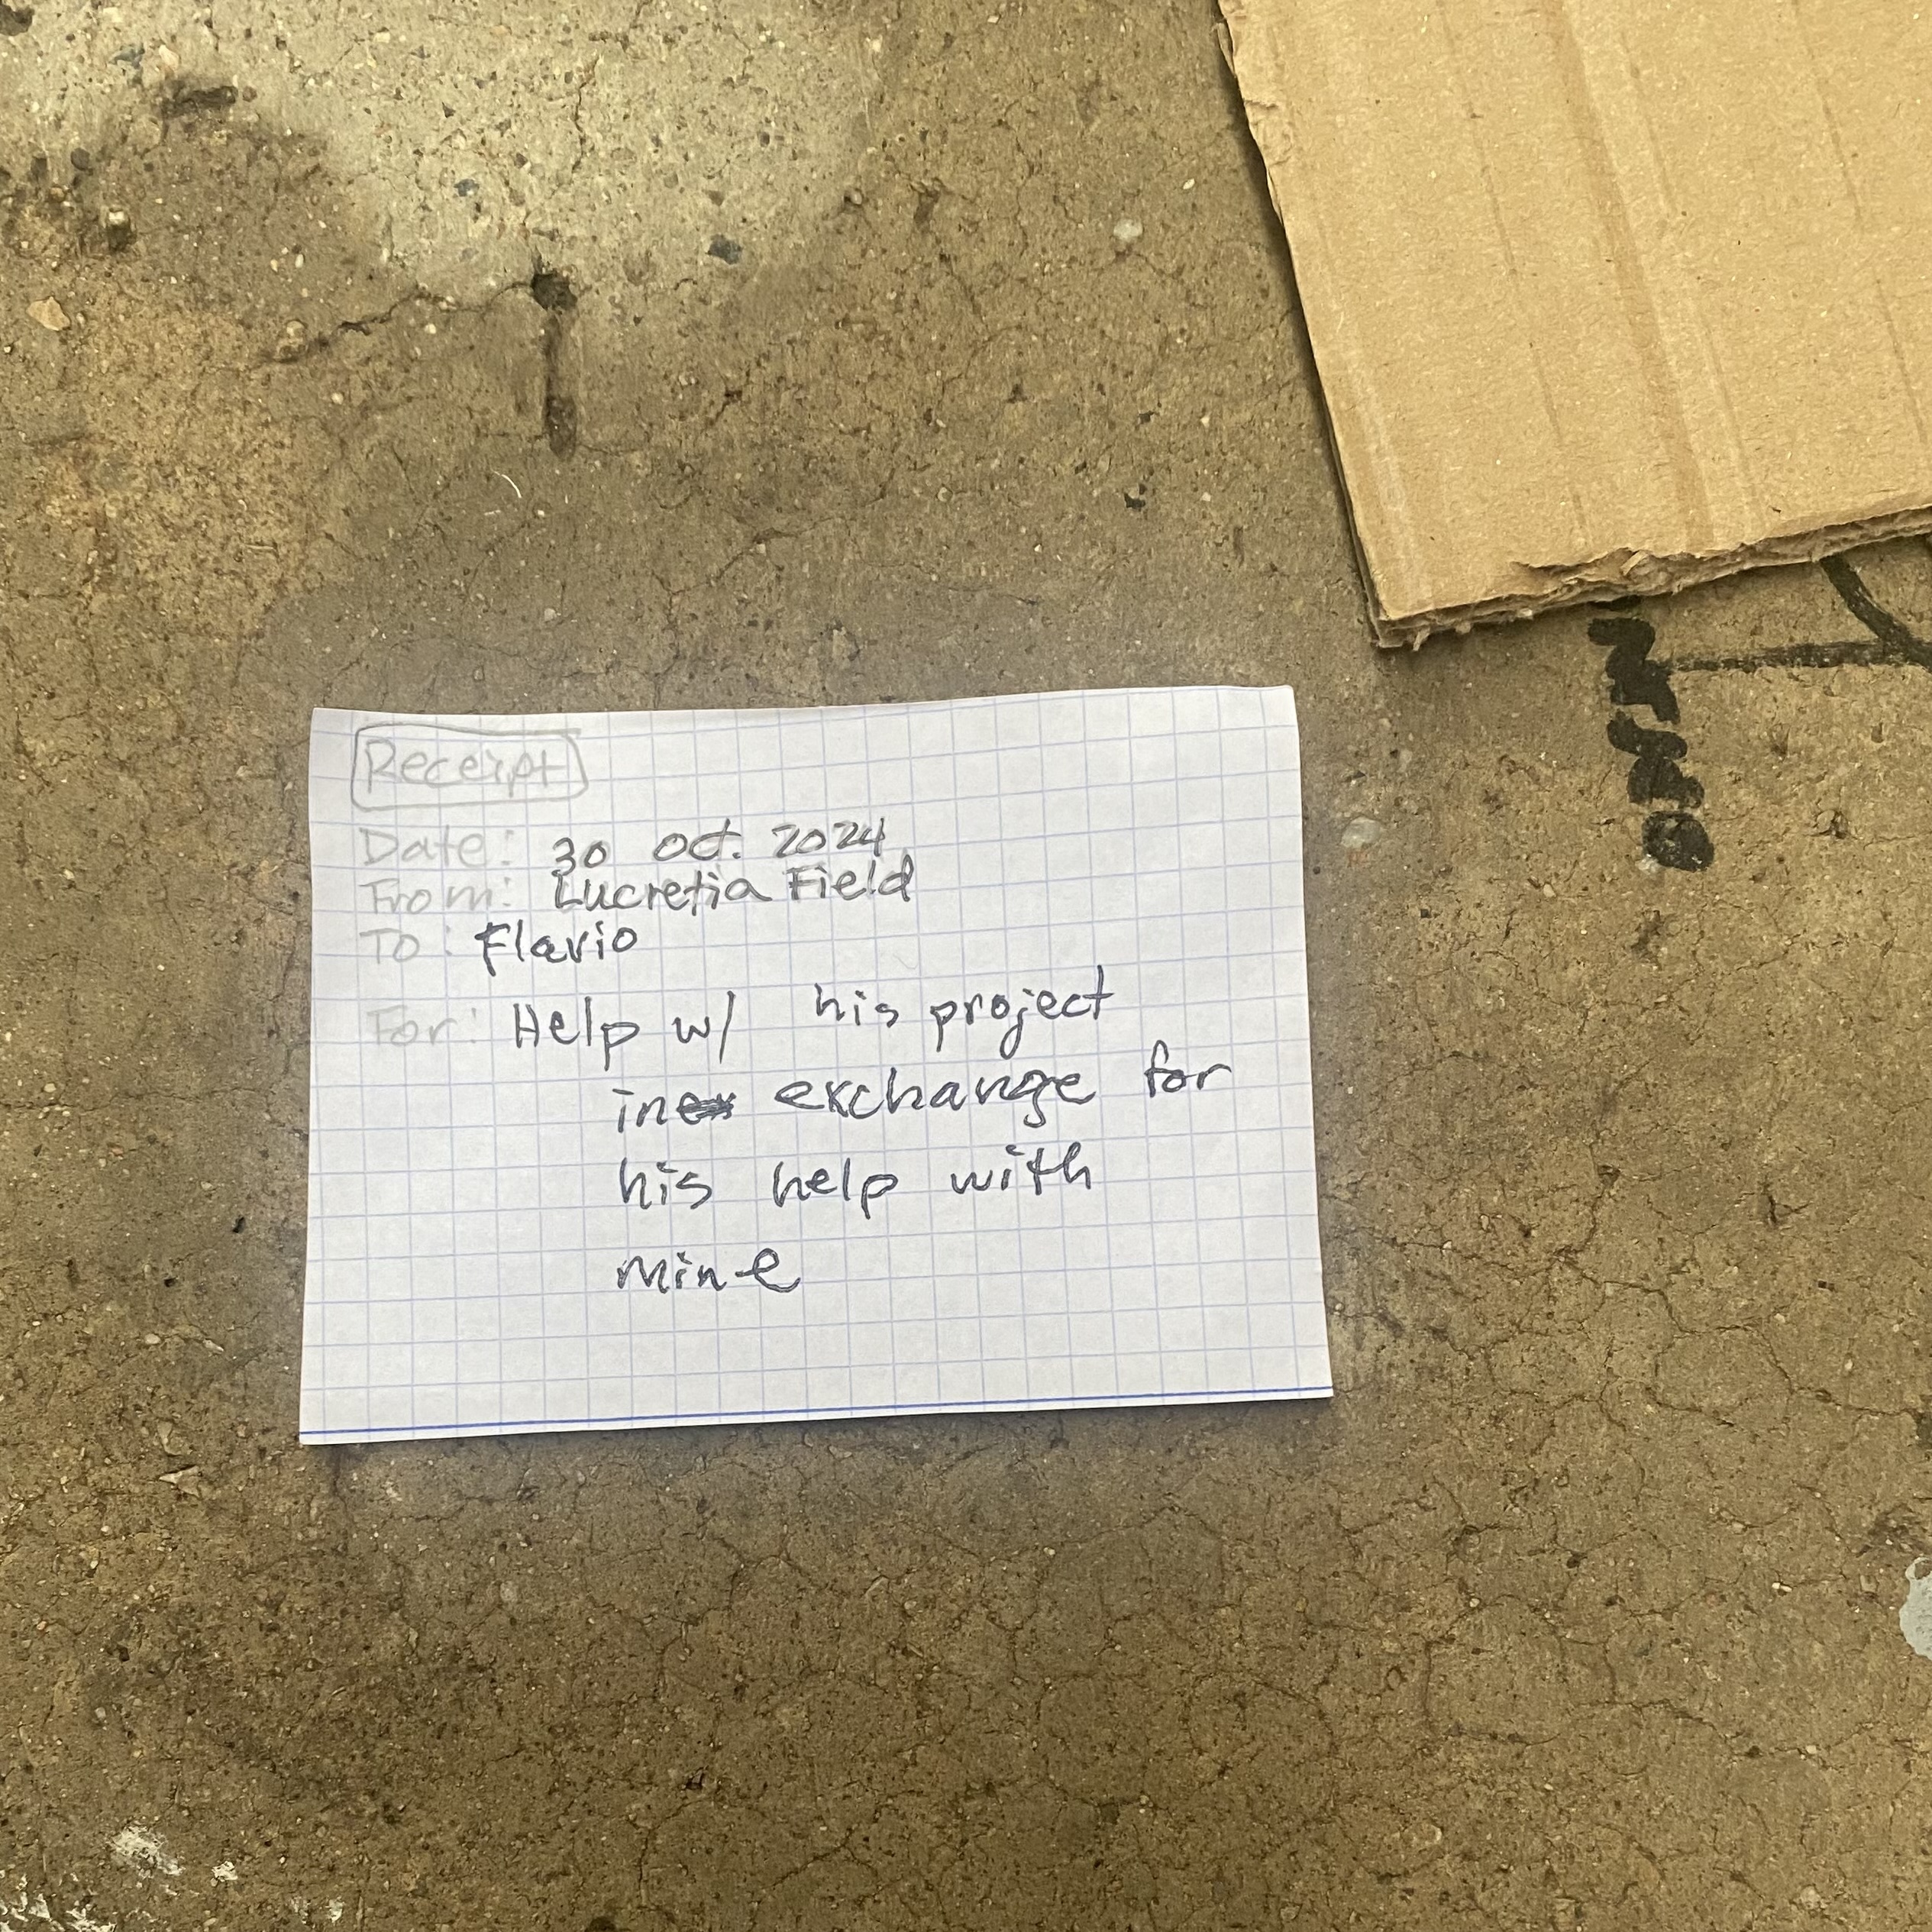 Receipt
Date: 30 Oct. 2024
From: Lucretia Field
To: Flavio
For: Help w/ his project
in exchange for
his help with
mine